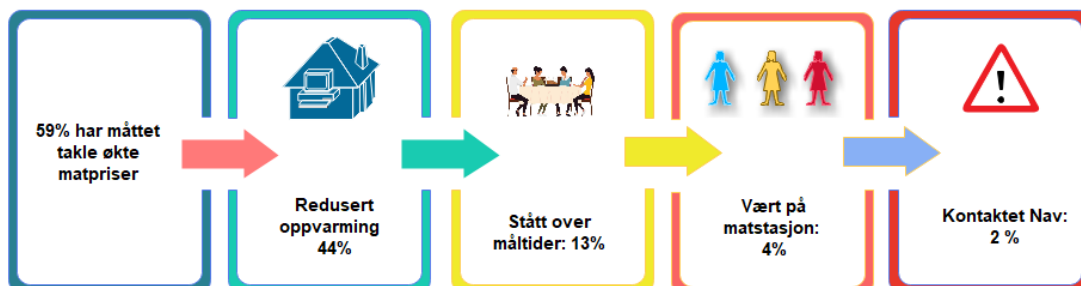 59% har måttet
takle økte
matpriser
Redusert
oppvarming
44%
Stått over
måltider: 13%
Vært på
matstasjon:
4%
Kontaktet Nav:
2 %